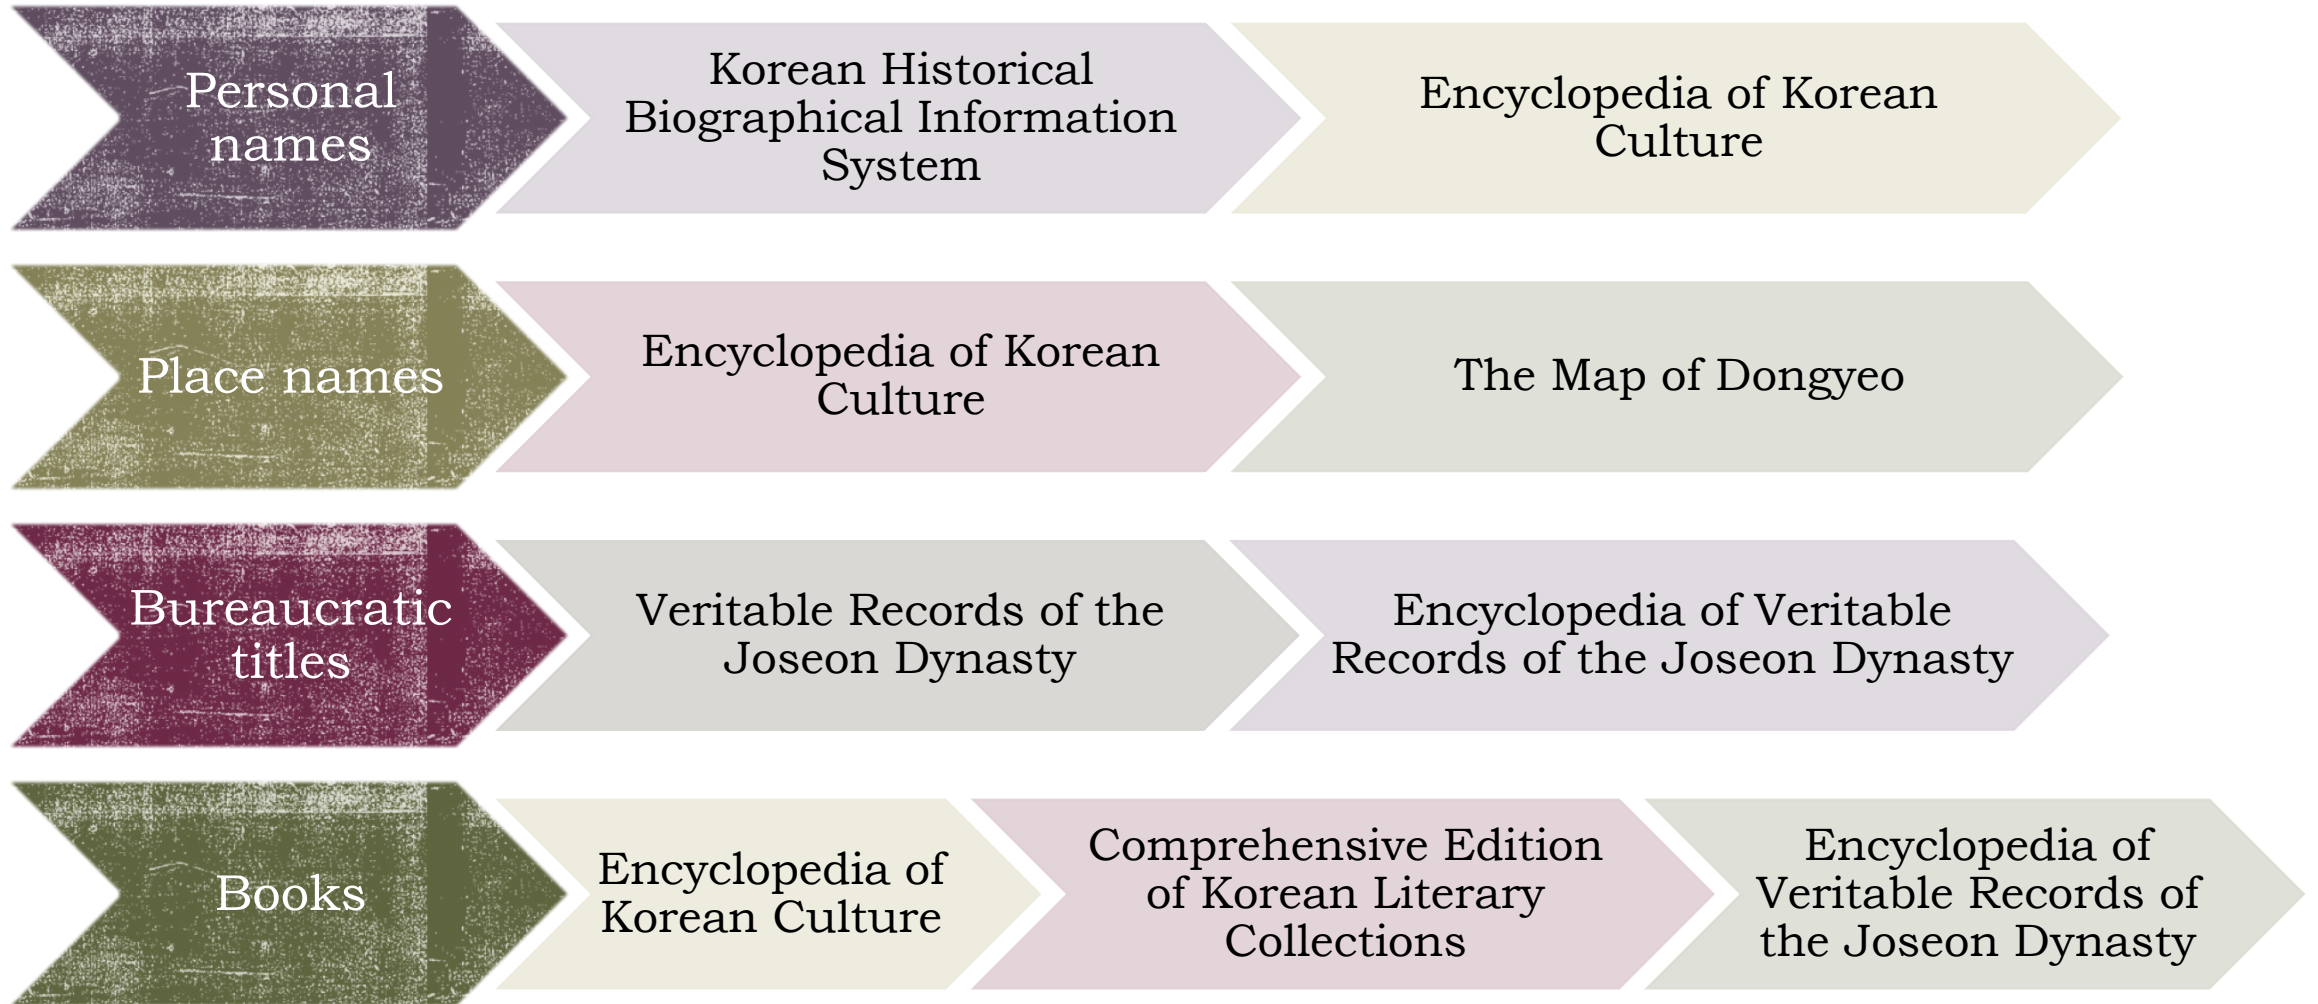 Personal
names
Korean Historical
Biographical Information
System
Encyclopedia of Korean
Culture
Place names
Encyclopedia of Korean
Culture
The Map of Dongyeo
Bureaucratic
titles
Veritable Records of the
Joseon Dynasty
Encyclopedia of Veritable
Records of the Joseon Dynasty
Books
Encyclopedia of
Korean Culture
Comprehensive Edition
of Korean Literary
Collections
Encyclopedia of
Veritable Records of
the Joseon Dynasty